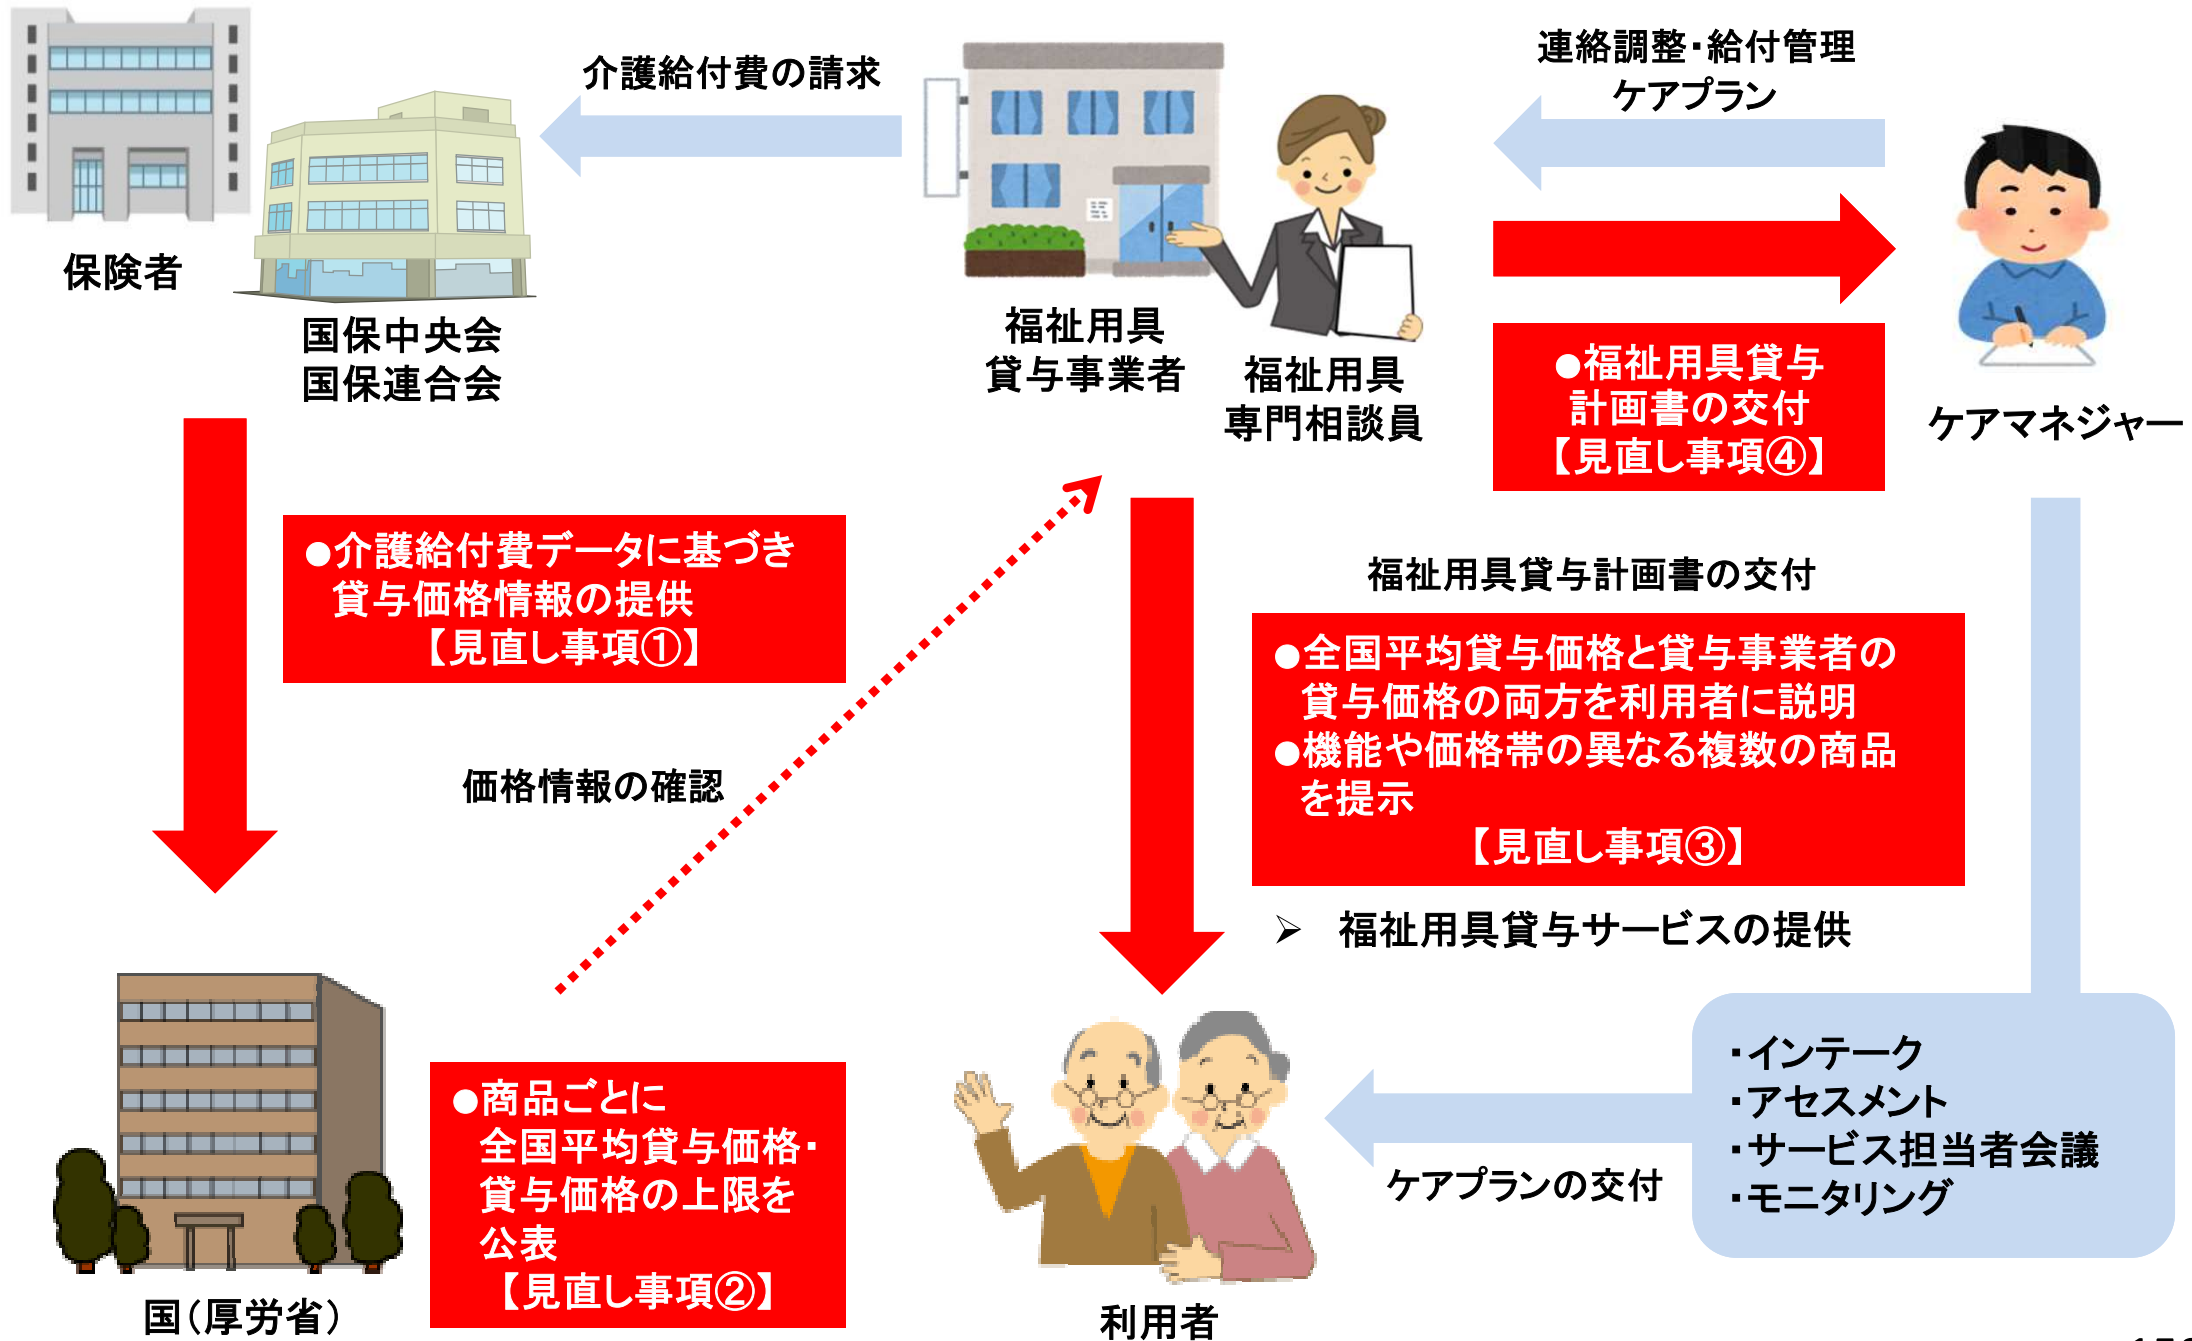 介護給付費の請求
連絡調整・給付管理
ケアプラン
保険者
国保中央会
国保連合会
福祉用具
貸与事業者
福祉用具
専門相談員
●福祉用具貸与
計画書の交付
【見直し事項④】
ケアマネジャー
●介護給付費データに基づき
貸与価格情報の提供
【見直し事項①】
福祉用具貸与計画書の交付
●全国平均貸与価格と貸与事業者の
貸与価格の両方を利用者に説明
●機能や価格帯の異なる複数の商品
を提示
【見直し事項③】
価格情報の確認
➢ 福祉用具貸与サービスの提供
●商品ごとに
全国平均貸与価格・
貸与価格の上限を
公表
【見直し事項②】
・インテーク
・アセスメント
・サービス担当者会議
・モニタリング
ケアプランの交付
国（厚労省）
利用者